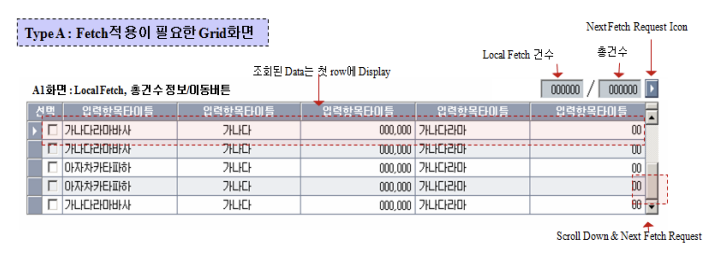 Type A : Fetch적용이 필요한 Grid화면
Next Fetch Request Icon
Local Fetch 건수
총건수
조회된 Data는 첫 row에 Display
A1화면 : Local Fetch, 총건수 정보/이동버튼
000000 / 000000
선택 입력항목타이틀 입력항목타이틀 입력항목타이틀 입력항목타이틀 입력항목타이틀
가나다라마바사 가나다 000,000 가나다라마 00
가나다라마바사 가나다 000,000 가나다라마 00
아자차카타파하 가나다 000,000 가나다라마 00
아자차카타파하 가나다 000,000 가나다라마 00
가나다라마바사 가나다 000,000 가나다라마 00
Scroll Down & Next Fetch Request